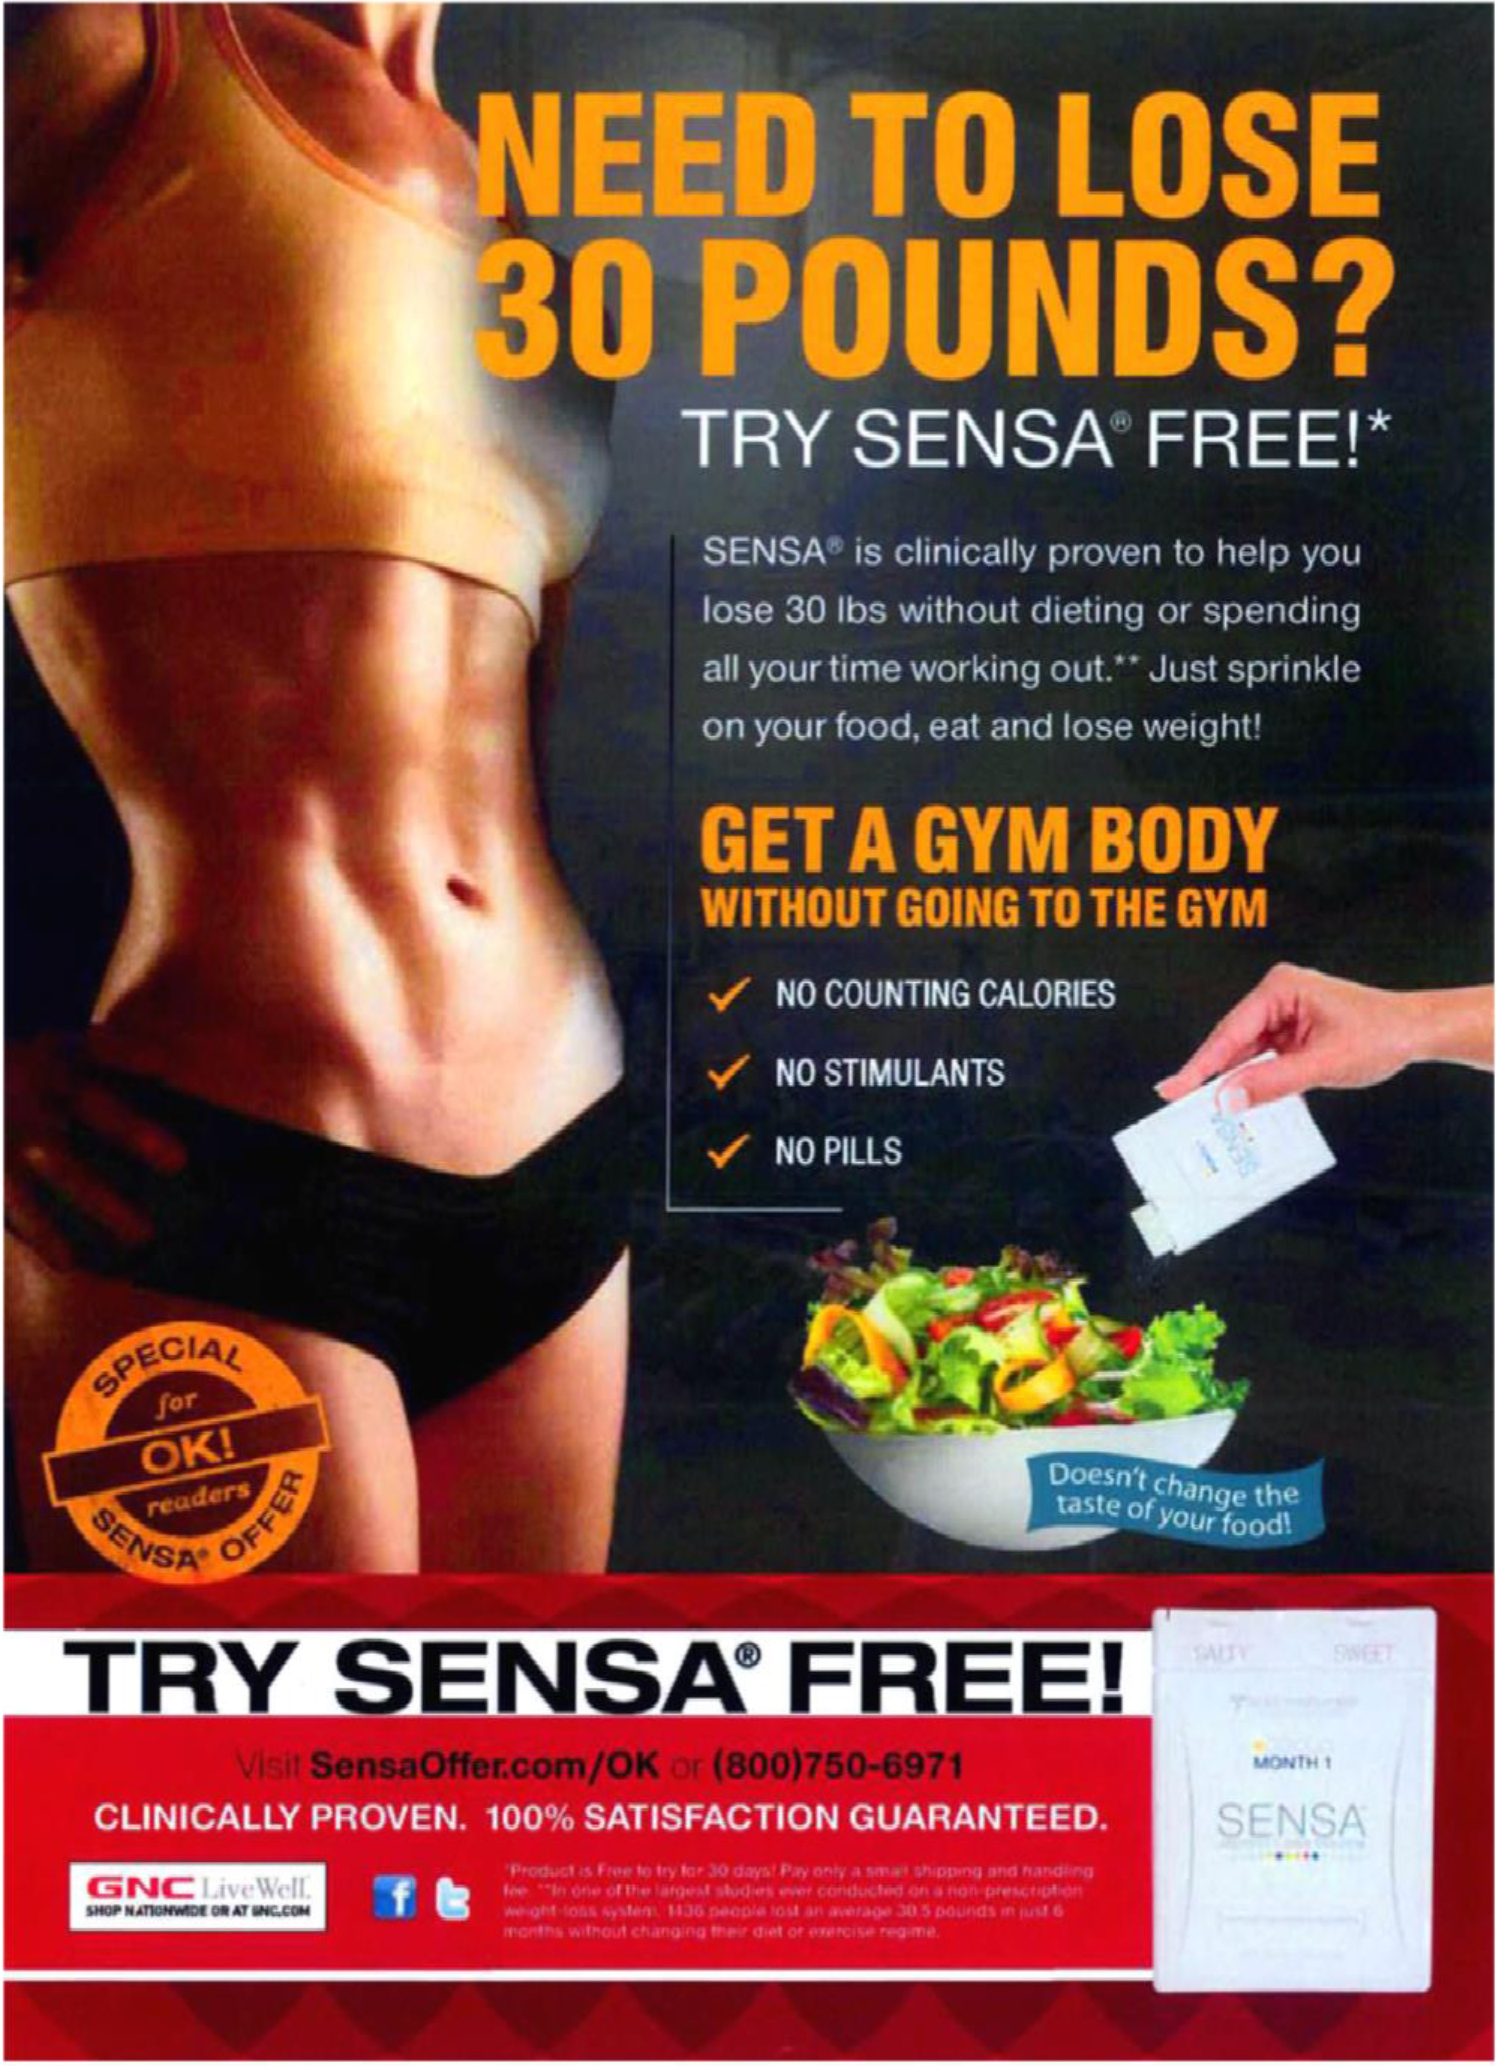 NEED TO LOSE
30 POUNDS?
TRY SENSA® FREE!*
SENSA® is clinically proven to help you
lose 30 lbs without dieting or spending
all your time working out.** Just sprinkle
on your food, eat and lose weight!
GET A GYM BODY
WITHOUT GOING TO THE GYM
✓ NO COUNTING CALORIES
✓ NO STIMULANTS
✓ NO PILLS
SENSA
Doesn't change the
taste of your food!
SPECIAL
for
OK!
readers
SENSA® OFFER
TRY SENSA® FREE!
Visit SensaOffer.com/OK or (800)750-6971
CLINICALLY PROVEN. 100% SATISFACTION GUARANTEED.
GNC LiveWell.
SHOP NATIONWIDE OR AT GNC.COM
f t
*Product is Free to try for 30 days! Pay only a small shipping and handling
fee. **In one of the largest studies ever conducted on a non-prescription
weight-loss system, 1436 people lost an average 30.5 pounds in just 6
months without changing their diet or exercise regime.
SALTY SWEET
MONTH 1
SENSA